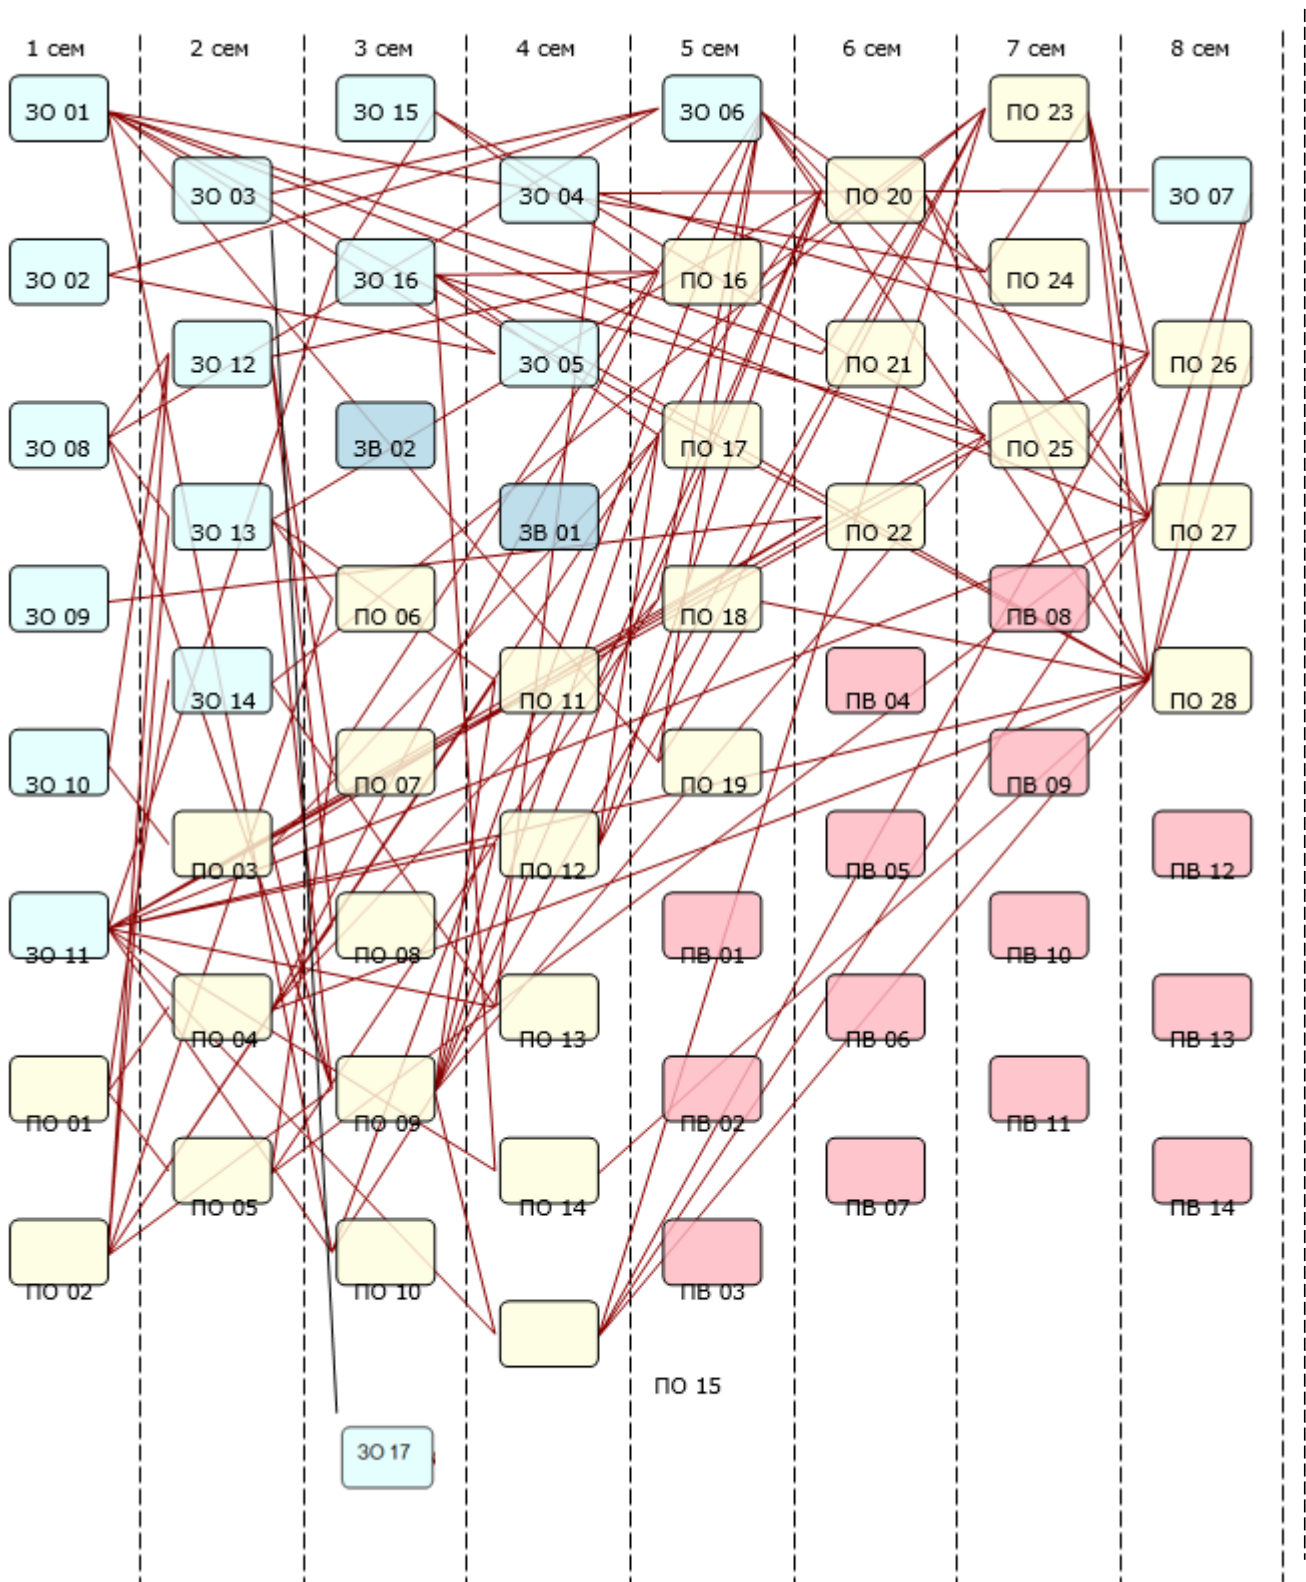 1 сем 2 сем 3 сем 4 сем 5 сем 6 сем 7 сем 8 сем
ЗО 01 ЗО 15 ЗО 06 ПО 23
ЗО 03 ЗО 04 ПО 20 ЗО 07
ЗО 02 ЗО 16 ПО 16 ПО 24
ЗО 12 ЗО 05 ПО 21 ПО 26
ЗО 08 ЗВ 02 ПО 17 ПО 25
ЗО 13 ЗВ 01 ПО 22 ПО 27
ЗО 09 ПО 06 ПО 18 ПВ 08
ЗО 14 ПО 11 ПВ 04 ПО 28
ЗО 10 ПО 07 ПО 19 ПВ 09
ПО 03 ПО 12 ПВ 05 ПВ 12
ЗО 11 ПО 08 ПВ 01 ПВ 10
ПО 04 ПО 13 ПВ 06 ПВ 13
ПО 01 ПО 09 ПВ 02 ПВ 11
ПО 05 ПО 14 ПВ 07 ПВ 14
ПО 02 ПО 10 ПВ 03
ПО 15
ЗО 17